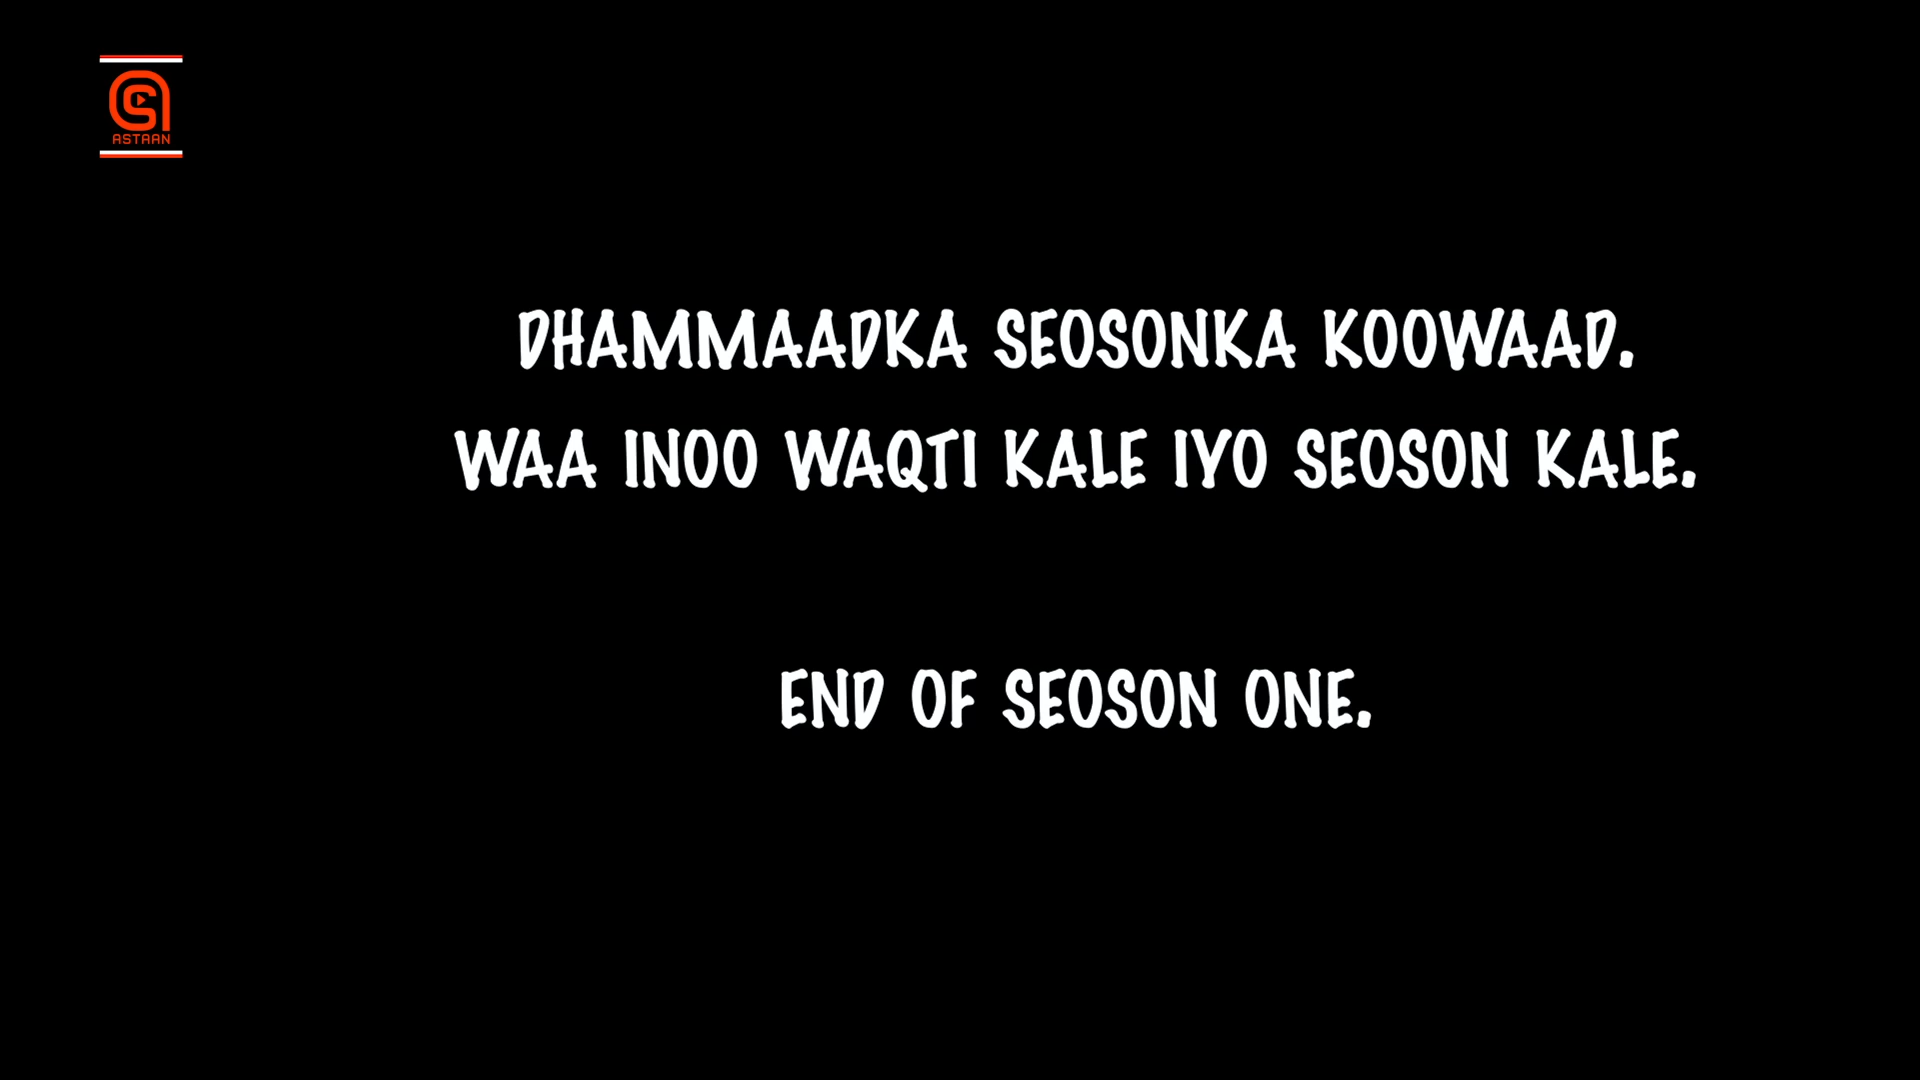 ASTAAN
DHAMMAADKA SEOSONKA KOOWAAD.
WAA INOO WAQTI KALE IYO SEOSON KALE.
END OF SEOSON ONE.